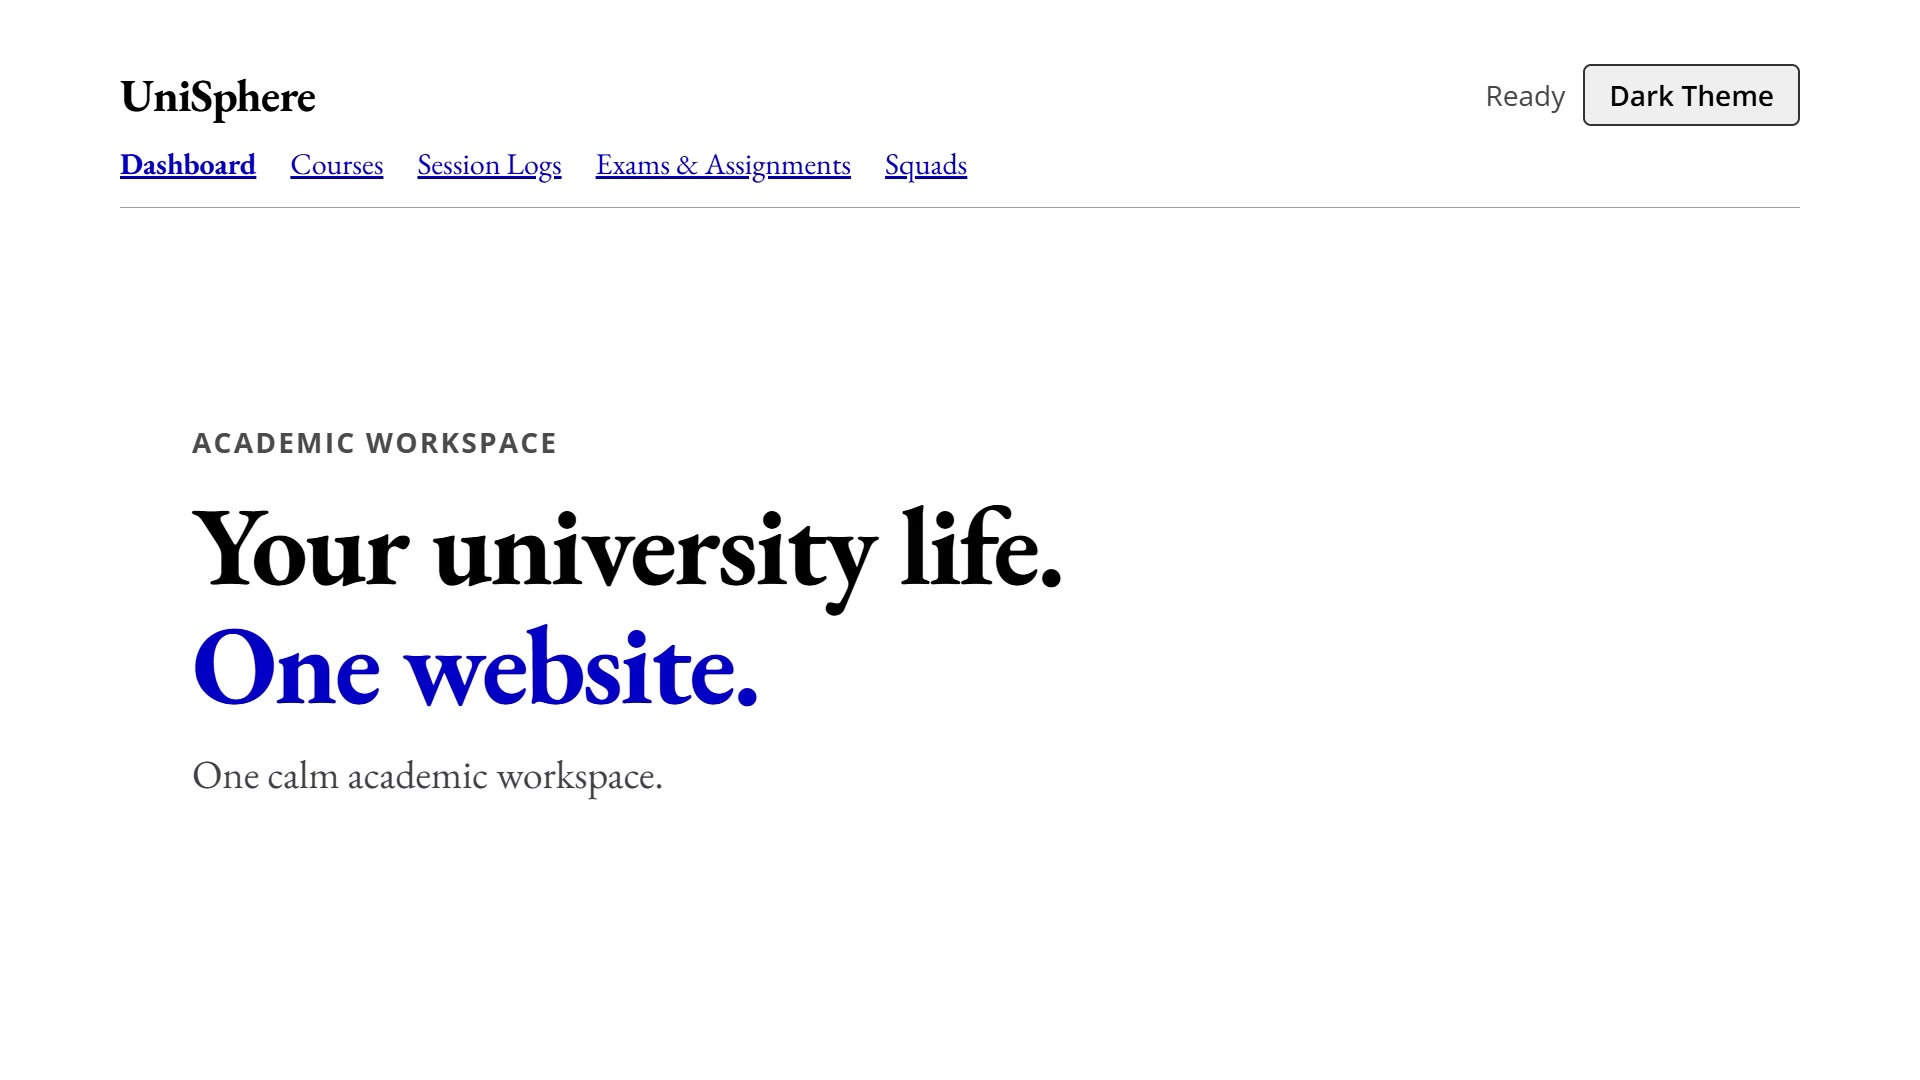 UniSphere
Ready
Dark Theme
Dashboard Courses Session Logs Exams & Assignments Squads
ACADEMIC WORKSPACE
Your university life.
One website.
One calm academic workspace.